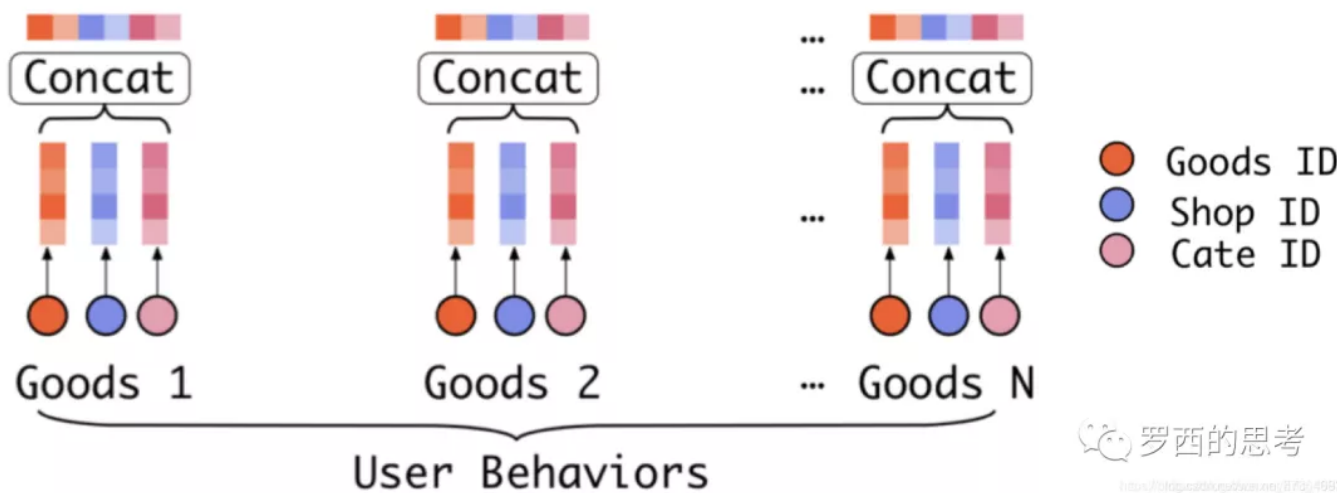 ...
Concat Concat ... Concat
Goods ID
Shop ID
...
Cate ID
Goods 1 Goods 2 ... Goods N
罗西的思考
User Behaviors